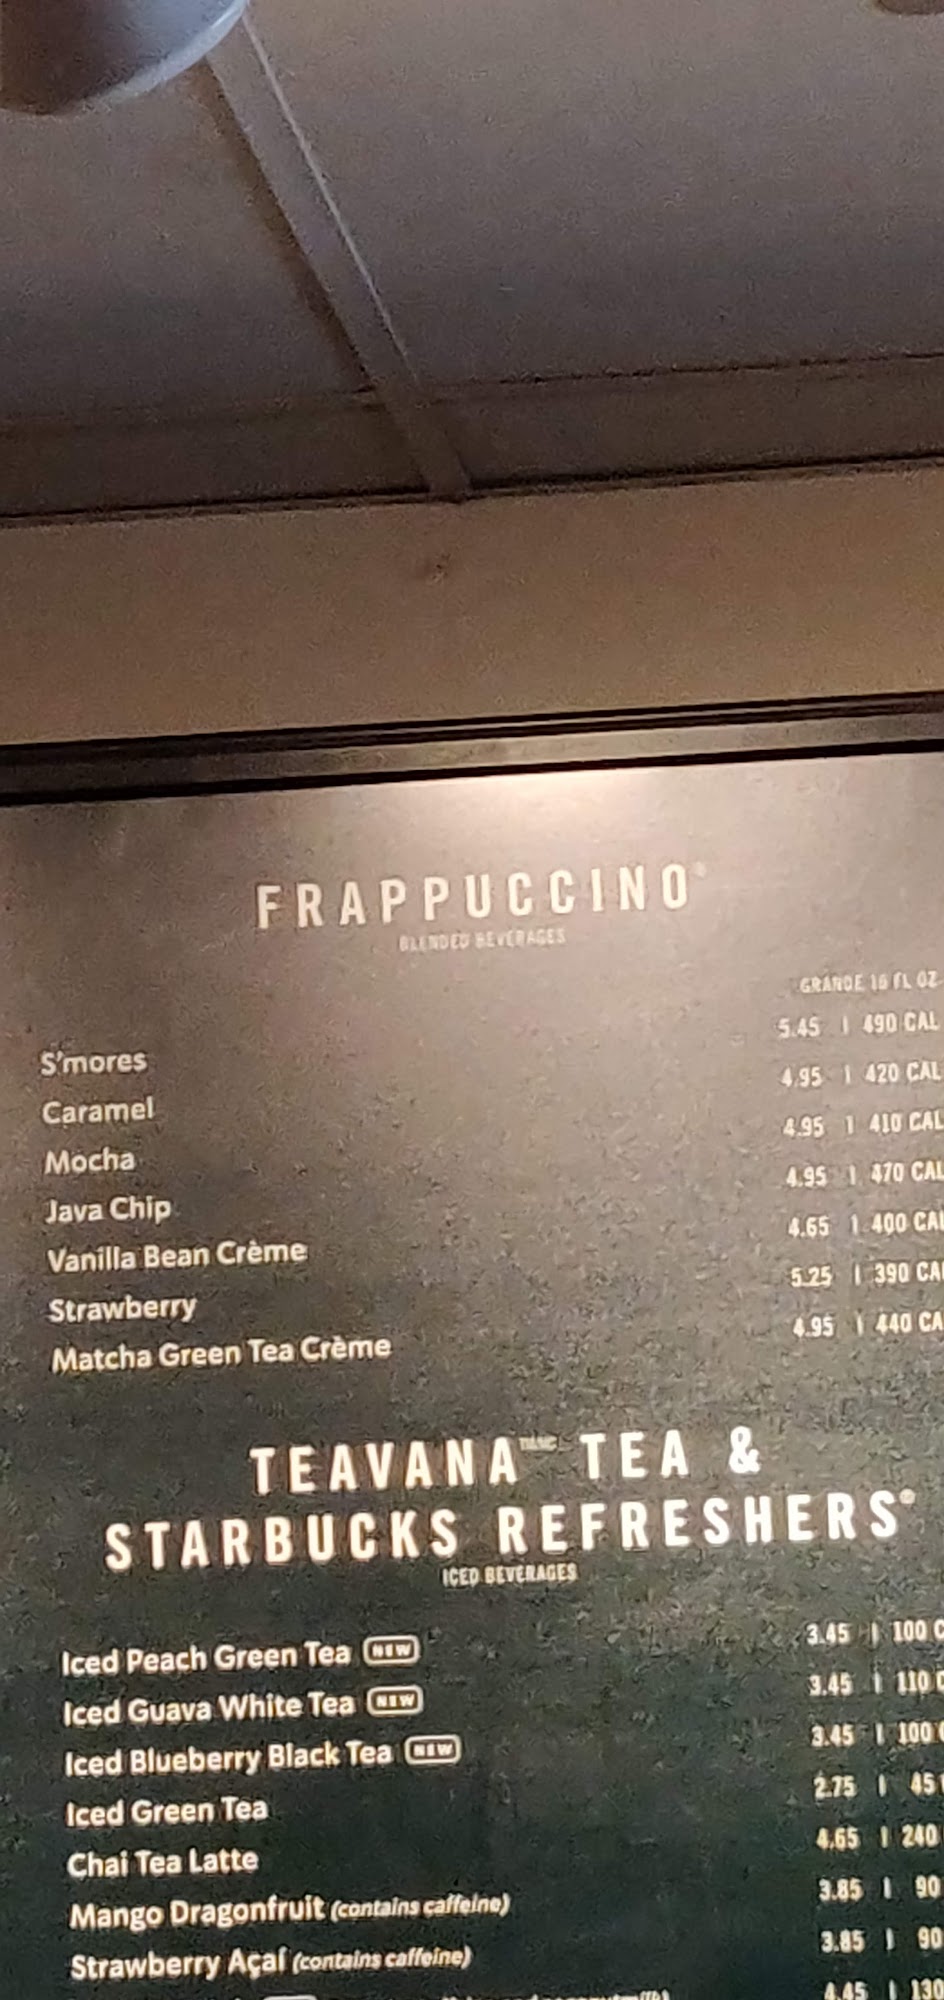 FRAPPUCCINO®
BLENDED BEVERAGES
GRANDE 16 FL OZ
S'mores 5.45 | 490 CAL
Caramel 4.95 | 420 CAL
Mocha 4.95 | 410 CAL
Java Chip 4.95 | 470 CAL
Vanilla Bean Crème 4.65 | 400 CAL
Strawberry 5.25 | 390 CAL
Matcha Green Tea Crème 4.95 | 440 CA
TEAVANA™ TEA &
STARBUCKS REFRESHERS®
ICED BEVERAGES
Iced Peach Green Tea NEW 3.45 | 100 C
Iced Guava White Tea NEW 3.45 | 110 C
Iced Blueberry Black Tea NEW 3.45 | 100
Iced Green Tea 2.75 | 45
Chai Tea Latte 4.65 | 240
Mango Dragonfruit (contains caffeine) 3.85 | 90
Strawberry Açaí (contains caffeine) 3.85 | 90
4.45 | 130